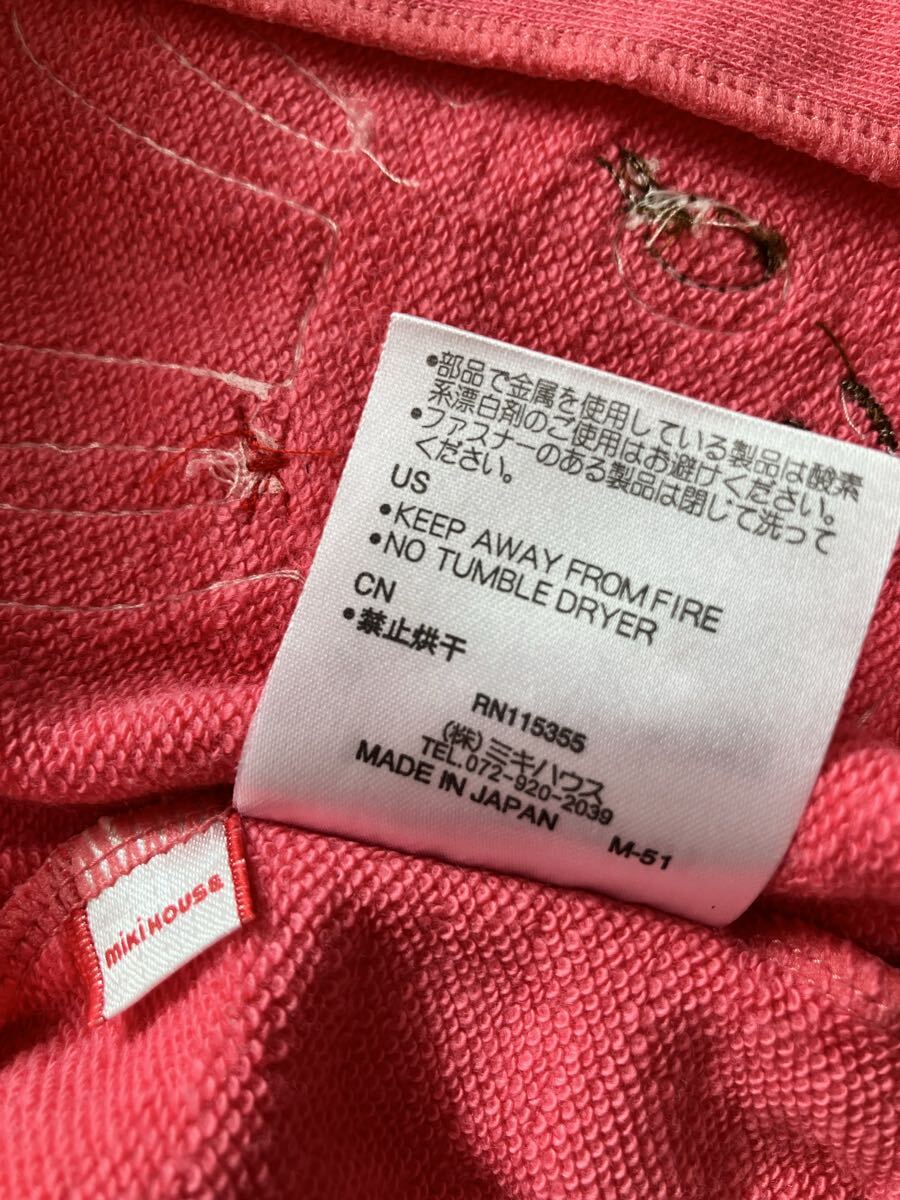 •部品で金属を使用している製品は酸素
系漂白剤のご使用はお避けください。
•ファスナーのある製品は閉じて洗って
ください。
US
•KEEP AWAY FROM FIRE
•NO TUMBLE DRYER
CN
•禁止烘干
RN115355
(株)三キハウス
TEL.072-920-2039
MADE IN JAPAN
M-51
miKi HOUSE